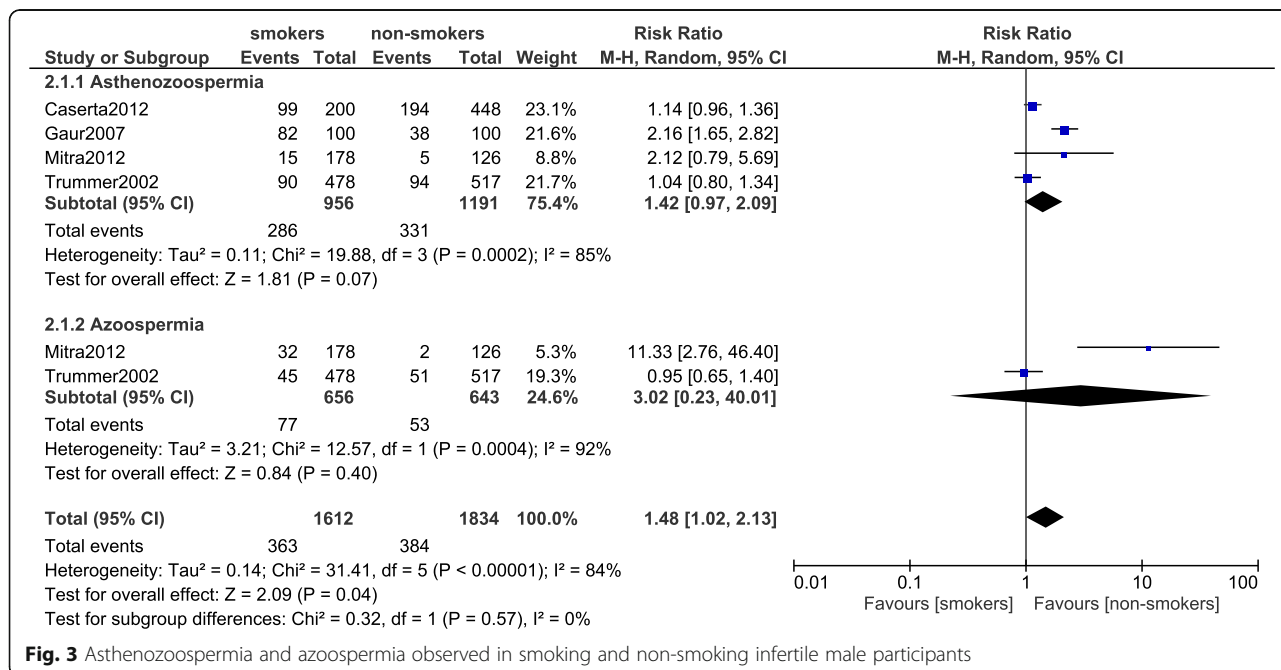 smokers non-smokers Risk Ratio Risk Ratio
Study or Subgroup Events Total Events Total Weight M-H, Random, 95% CI M-H, Random, 95% CI
2.1.1 Asthenozoospermia
Caserta2012 99 200 194 448 23.1% 1.14 [0.96, 1.36]
Gaur2007 82 100 38 100 21.6% 2.16 [1.65, 2.82]
Mitra2012 15 178 5 126 8.8% 2.12 [0.79, 5.69]
Trummer2002 90 478 94 517 21.7% 1.04 [0.80, 1.34]
Subtotal (95% CI) 956 1191 75.4% 1.42 [0.97, 2.09]
Total events 286 331
Heterogeneity: Tau² = 0.11; Chi² = 19.88, df = 3 (P = 0.0002); I² = 85%
Test for overall effect: Z = 1.81 (P = 0.07)
2.1.2 Azoospermia
Mitra2012 32 178 2 126 5.3% 11.33 [2.76, 46.40]
Trummer2002 45 478 51 517 19.3% 0.95 [0.65, 1.40]
Subtotal (95% CI) 656 643 24.6% 3.02 [0.23, 40.01]
Total events 77 53
Heterogeneity: Tau² = 3.21; Chi² = 12.57, df = 1 (P = 0.0004); I² = 92%
Test for overall effect: Z = 0.84 (P = 0.40)
Total (95% CI) 1612 1834 100.0% 1.48 [1.02, 2.13]
Total events 363 384
Heterogeneity: Tau² = 0.14; Chi² = 31.41, df = 5 (P < 0.00001); I² = 84%
Test for overall effect: Z = 2.09 (P = 0.04)
Test for subgroup differences: Chi² = 0.32, df = 1 (P = 0.57), I² = 0%
0.01 0.1 1 10 100
Favours [smokers] Favours [non-smokers]
Fig. 3 Asthenozoospermia and azoospermia observed in smoking and non-smoking infertile male participants